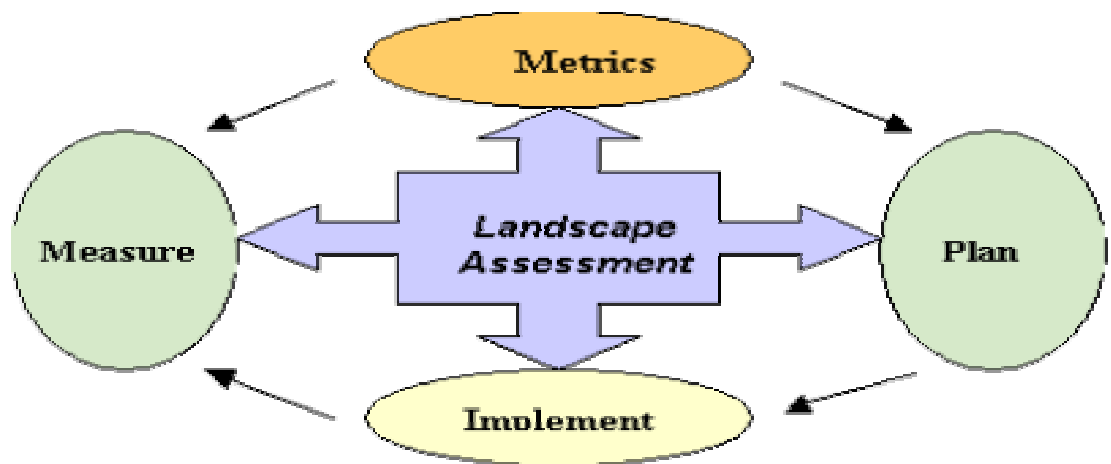 Metrics
Measure
Landscape
Assessment
Plan
Implement